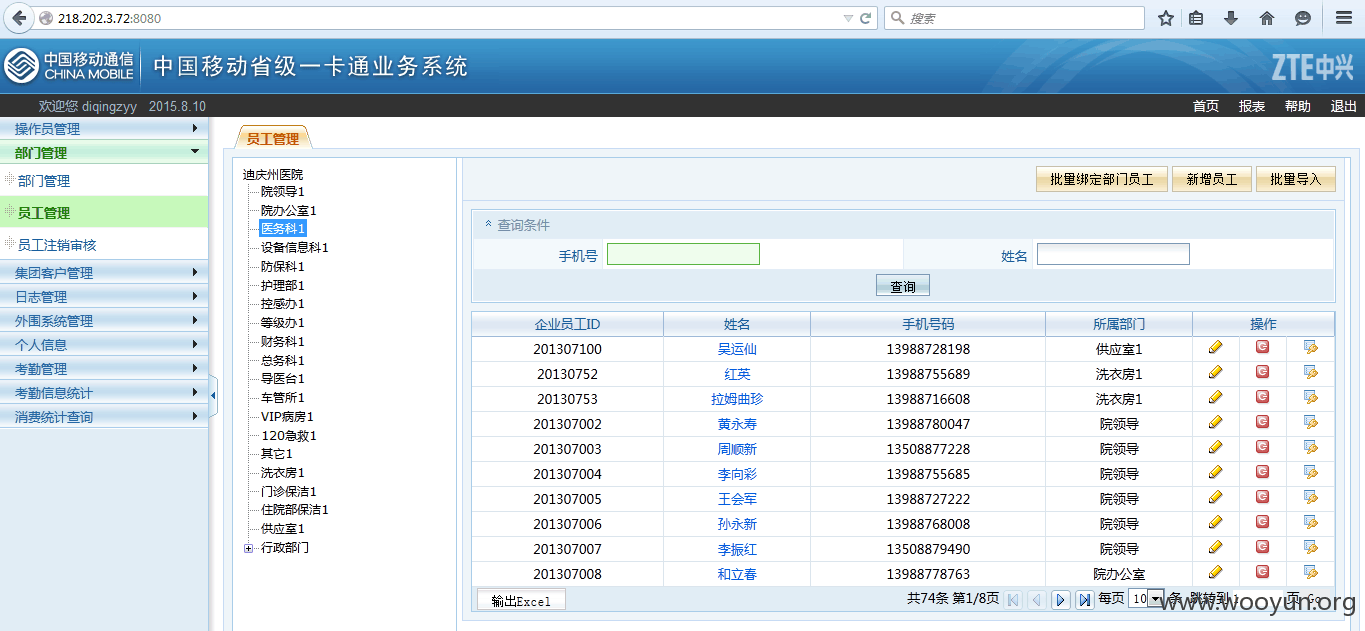 218.202.3.72:8080 搜索
中国移动通信 CHINA MOBILE 中国移动省级一卡通业务系统 ZTE中兴
欢迎您 diqingzyy 2015.8.10 首页 报表 帮助 退出
操作员管理
部门管理
部门管理
员工管理
员工注销审核
集团客户管理
日志管理
外围系统管理
个人信息
考勤管理
考勤信息统计
消费统计查询
员工管理
迪庆州医院
院领导1
院办公室1
医务科1
设备信息科1
防保科1
护理部1
控感办1
等级办1
财务科1
总务科1
导医台1
车管所1
VIP病房1
120急救1
其它1
洗衣房1
门诊保洁1
住院部保洁1
供应室1
行政部门
批量绑定部门员工 新增员工 批量导入
查询条件
手机号 姓名
查询
企业员工ID 姓名 手机号码 所属部门 操作
201307100 吴运仙 13988728198 供应室1
20130752 红英 13988755689 洗衣房1
20130753 拉姆曲珍 13988716608 洗衣房1
201307002 黄永寿 13988780047 院领导
201307003 周顺新 13508877228 院领导
201307004 李向彩 13988755685 院领导
201307005 王会军 13988727222 院领导
201307006 孙永新 13988768008 院领导
201307007 李振红 13508879490 院领导
201307008 和立春 13988778763 院办公室
输出Excel 共74条 第1/8页 每页 10 条 跳转到 页 Go
www.wooyun.org